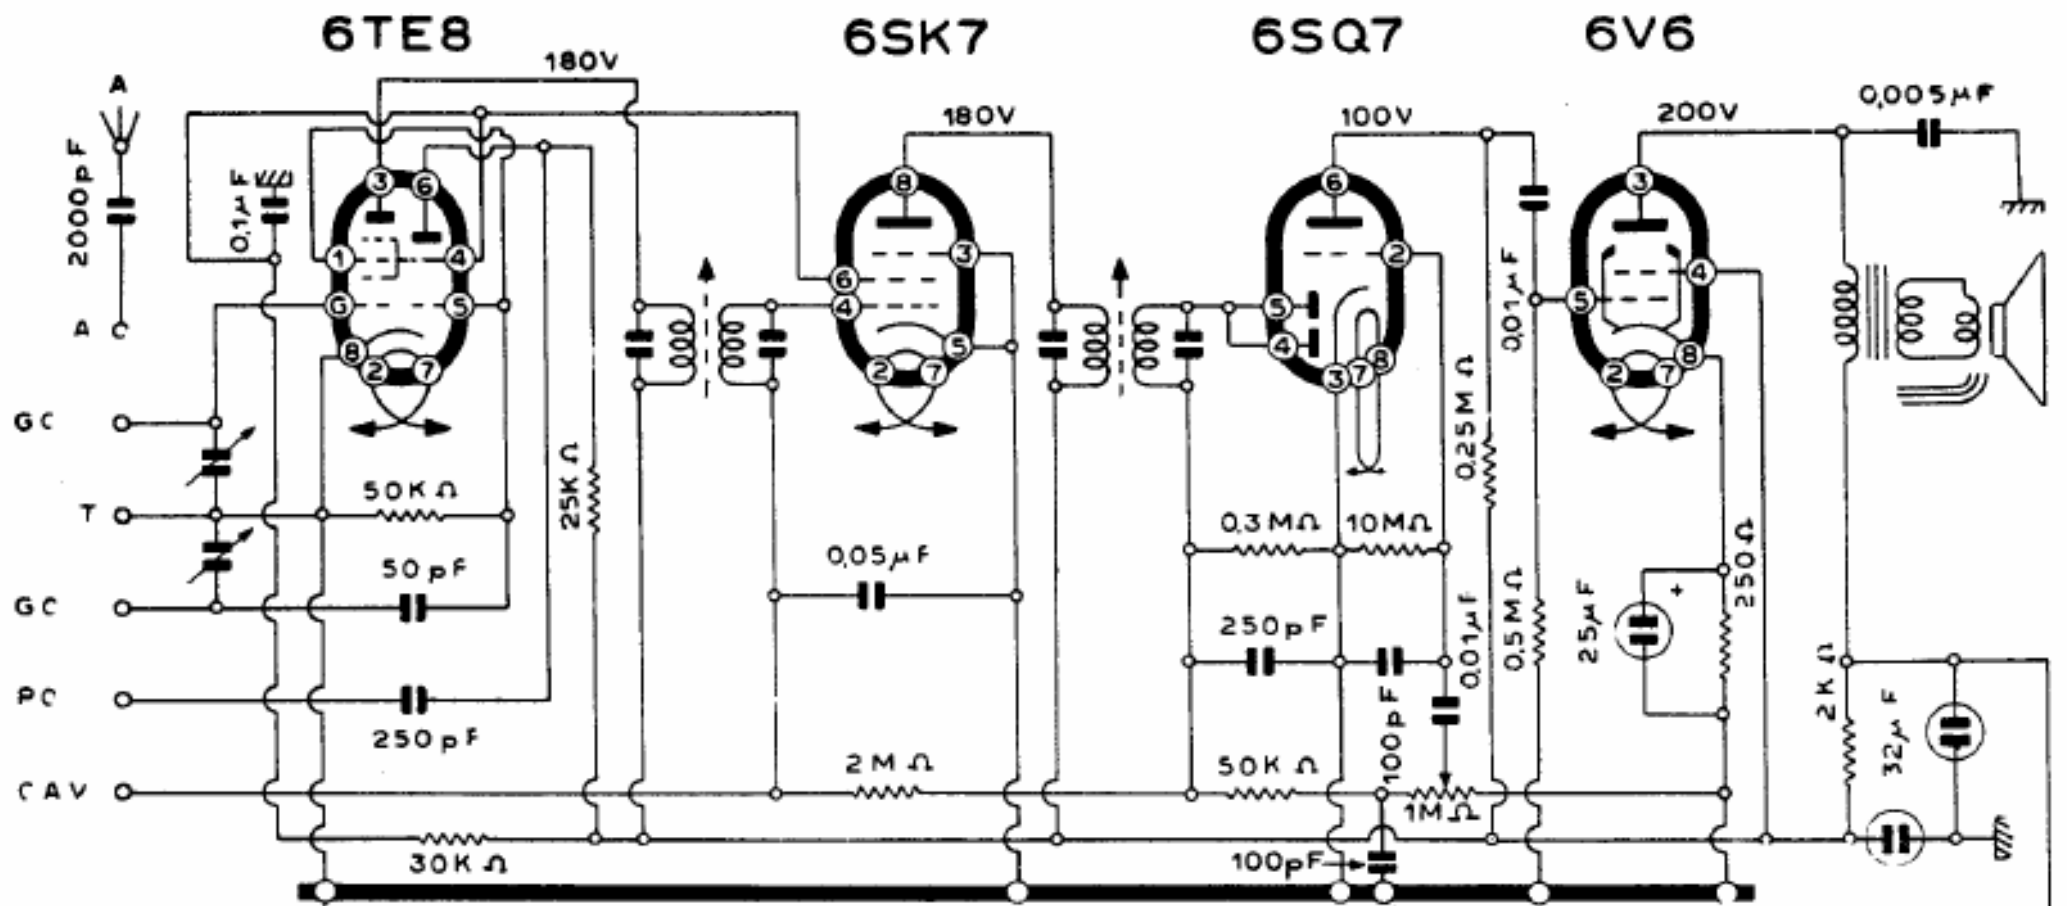 6TE8 6SK7 6SQ7 6V6
180V 180V 100V 200V 0,005µF
A
2000pF
0,1µF
3 6 8 6 3
1 4 3 2 4
6 5
G 5 4 5
8 2 7 2 7 5 4 3 7 8 2 7 8
A C
0,01µF
GC
0,25MΩ
50KΩ
25KΩ
T
0,3MΩ 10MΩ
0,05µF
50pF
250Ω
GC
25µF +
0,5MΩ
0,01µF
250pF
PC
250pF
100pF
2KΩ
32µF
CAV
2MΩ
50KΩ
1MΩ
30KΩ
100pF